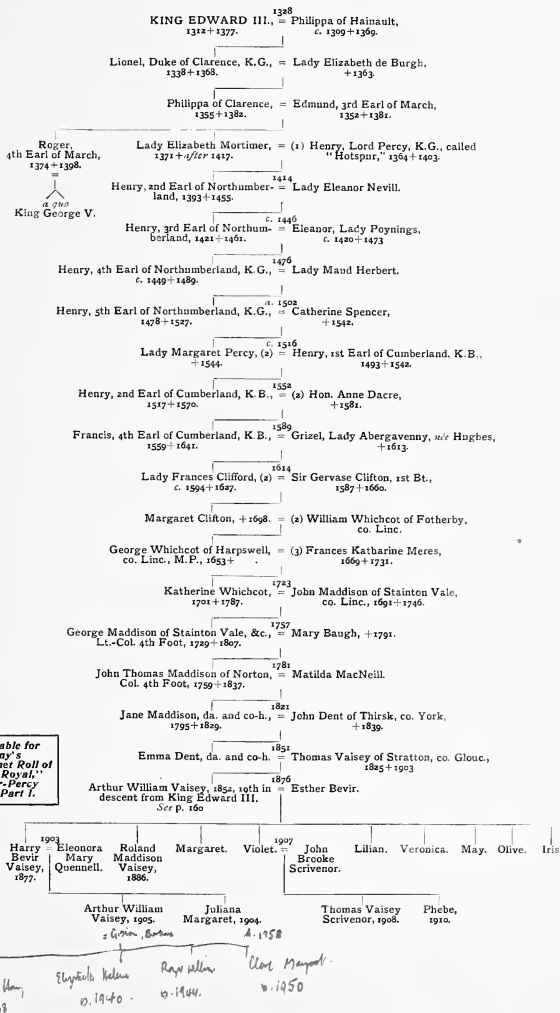 1328
KING EDWARD III., = Philippa of Hainault,
1312+1377. c. 1309+1369.
Lionel, Duke of Clarence, K.G., = Lady Elizabeth de Burgh,
1338+1368. +1363.
Philippa of Clarence, = Edmund, 3rd Earl of March,
1355+1382. 1352+1381.
Roger, Lady Elizabeth Mortimer, = (1) Henry, Lord Percy, K.G., called
4th Earl of March, 1371+after 1417. "Hotspur," 1364+1403.
1374+1398.
=
a quo
King George V.
1414
Henry, 2nd Earl of Northumber- = Lady Eleanor Nevill.
land, 1393+1455.
c. 1446
Henry, 3rd Earl of Northum- = Eleanor, Lady Poynings,
berland, 1421+1461. c. 1420+1473
1476
Henry, 4th Earl of Northumberland, K.G., = Lady Maud Herbert.
c. 1449+1489.
a. 1502
Henry, 5th Earl of Northumberland, K.G., = Catherine Spencer,
1478+1527. +1542.
c. 1516
Lady Margaret Percy, (2) = Henry, 1st Earl of Cumberland, K.B.,
+1544. 1493+1542.
1552
Henry, 2nd Earl of Cumberland, K.B., = (2) Hon. Anne Dacre,
1517+1570. +1581.
1589
Francis, 4th Earl of Cumberland, K.B., = Grizel, Lady Abergavenny, née Hughes,
1559+1641. +1613.
1614
Lady Frances Clifford, (2) = Sir Gervase Clifton, 1st Bt.,
c. 1594+1627. 1587+1660.
Margaret Clifton, +1698. = (2) William Whichcot of Fotherby,
co. Linc.
George Whichcot of Harpswell, = (3) Frances Katharine Meres,
co. Linc., M.P., 1653+ . 1669+1731.
1723
Katherine Whichcot, = John Maddison of Stainton Vale,
1701+1787. co. Linc., 1691+1746.
1757
George Maddison of Stainton Vale, &c., = Mary Baugh, +1791.
Lt.-Col. 4th Foot, 1729+1807.
1781
John Thomas Maddison of Norton, = Matilda MacNeill.
Col. 4th Foot, 1759+1837.
1821
Jane Maddison, da. and co-h., = John Dent of Thirsk, co. York,
1795+1829. +1839.
1851
Emma Dent, da. and co-h. = Thomas Vaisey of Stratton, co. Glouc.,
1825+1903
able for
ny's
net Roll of
Royal,"
r-Percy
Part I.
1876
Arthur William Vaisey, 1852, 19th in = Esther Bevir.
descent from King Edward III.
See p. 160
1903 1907
Harry = Eleonora Roland Margaret. Violet. = John Lilian. Veronica. May. Olive. Iris
Bevir Mary Maddison Brooke
Vaisey, Quennell. Vaisey, Scrivenor.
1877. 1886.
Arthur William Juliana Thomas Vaisey Phebe,
Vaisey, 1905. Margaret, 1904. Scrivenor, 1908. 1910.
d. 1958
b. 1940. b. 1944. b. 1950